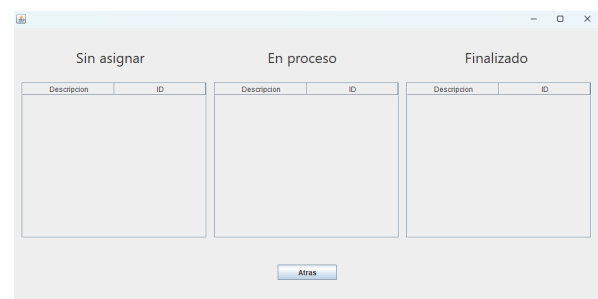 Sin asignar En proceso Finalizado
Descripcion ID Descripcion ID Descripcion ID
Atras